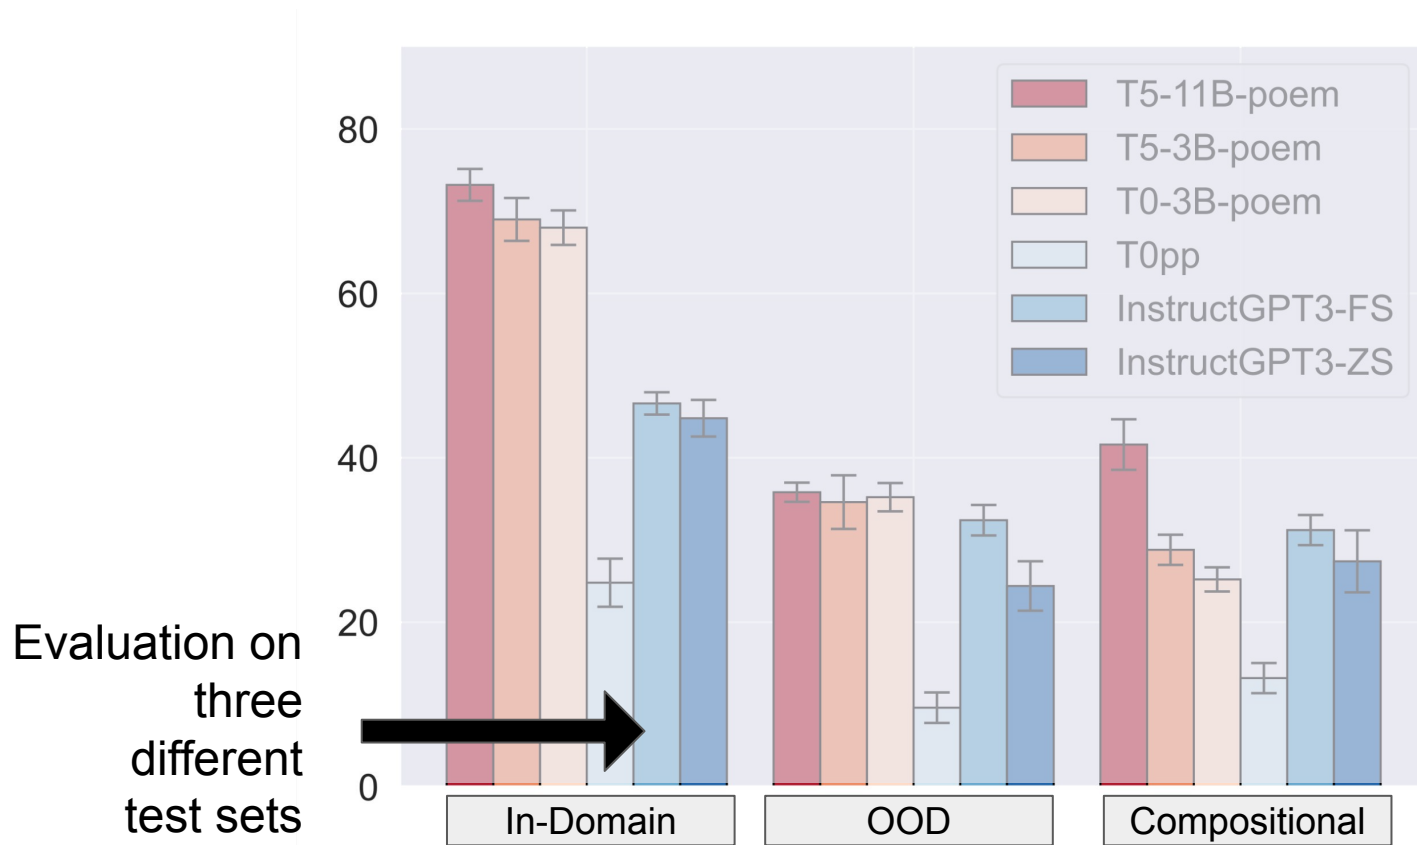 80
60
40
20
0
T5-11B-poem
T5-3B-poem
T0-3B-poem
T0pp
InstructGPT3-FS
InstructGPT3-ZS
Evaluation on
three
different
test sets
In-Domain
OOD
Compositional